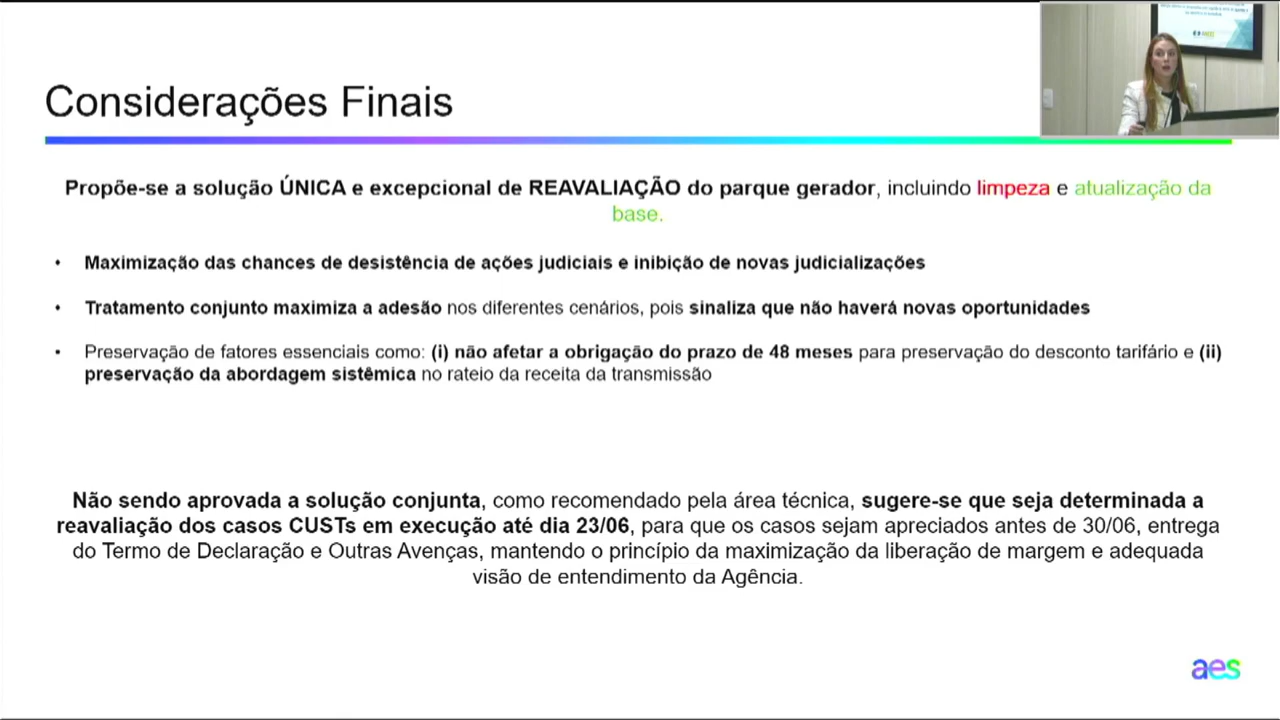 Considerações Finais
Propõe-se a solução ÚNICA e excepcional de REAVALIAÇÃO do parque gerador, incluindo limpeza e atualização da
base.
• Maximização das chances de desistência de ações judiciais e inibição de novas judicializações
• Tratamento conjunto maximiza a adesão nos diferentes cenários, pois sinaliza que não haverá novas oportunidades
• Preservação de fatores essenciais como: (i) não afetar a obrigação do prazo de 48 meses para preservação do desconto tarifário e (ii)
preservação da abordagem sistêmica no rateio da receita da transmissão
Não sendo aprovada a solução conjunta, como recomendado pela área técnica, sugere-se que seja determinada a
reavaliação dos casos CUSTs em execução até dia 23/06, para que os casos sejam apreciados antes de 30/06, entrega
do Termo de Declaração e Outras Avenças, mantendo o princípio da maximização da liberação de margem e adequada
visão de entendimento da Agência.
aes